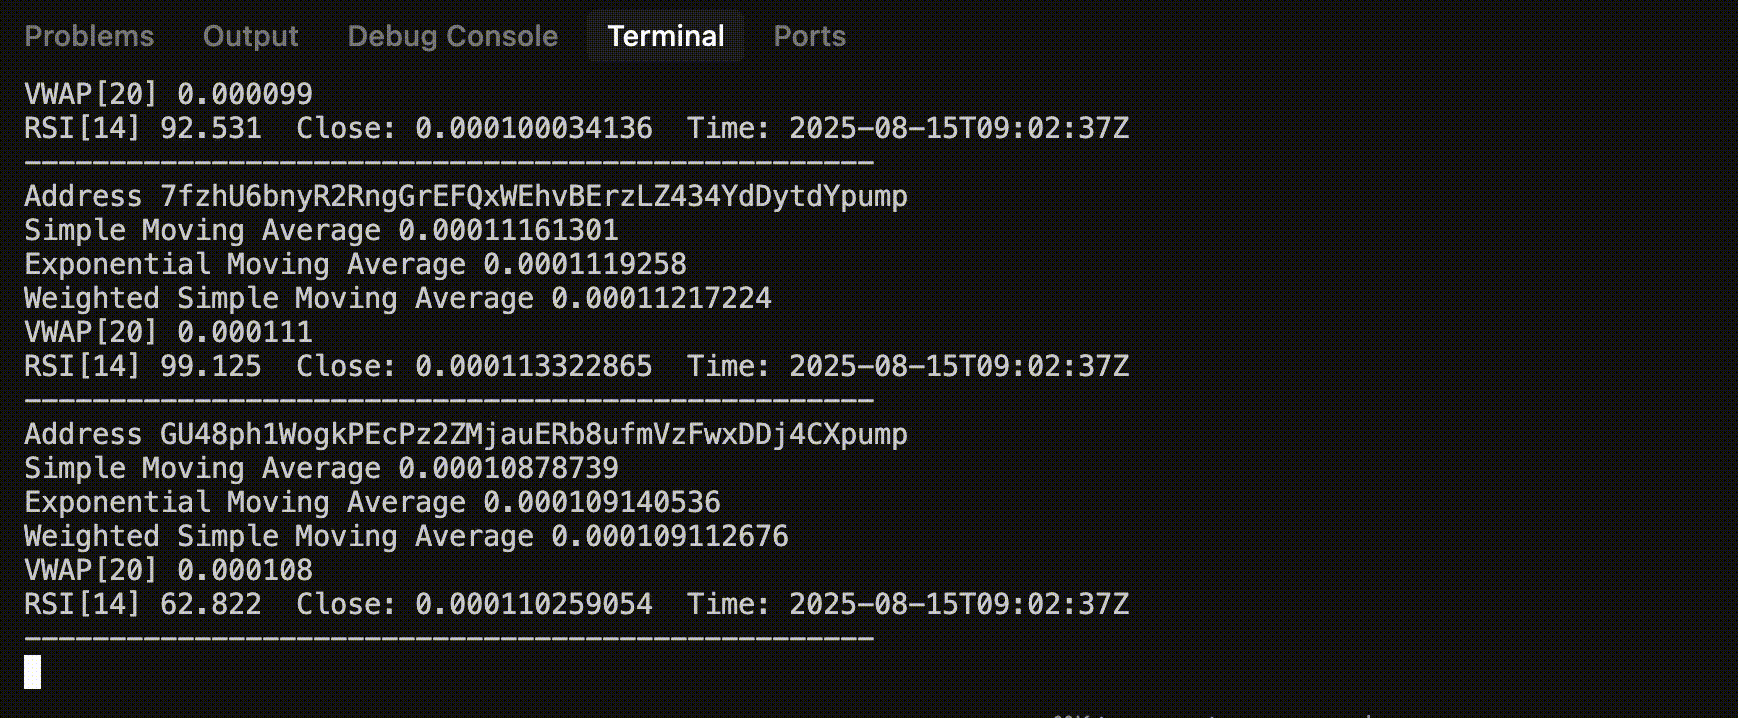 Problems Output Debug Console Terminal Ports
VWAP[20] 0.000099
RSI[14] 92.531  Close: 0.000100034136  Time: 2025-08-15T09:02:37Z
--------------------------------------------------
Address 7fzhU6bnyR2RngGrEFQxWEhvBErzLZ434YdDytdYpump
Simple Moving Average 0.00011161301
Exponential Moving Average 0.0001119258
Weighted Simple Moving Average 0.00011217224
VWAP[20] 0.000111
RSI[14] 99.125  Close: 0.000113322865  Time: 2025-08-15T09:02:37Z
--------------------------------------------------
Address GU48ph1WogkPEcPz2ZMjauERb8ufmVzFwxDDj4CXpump
Simple Moving Average 0.00010878739
Exponential Moving Average 0.000109140536
Weighted Simple Moving Average 0.000109112676
VWAP[20] 0.000108
RSI[14] 62.822  Close: 0.000110259054  Time: 2025-08-15T09:02:37Z
--------------------------------------------------